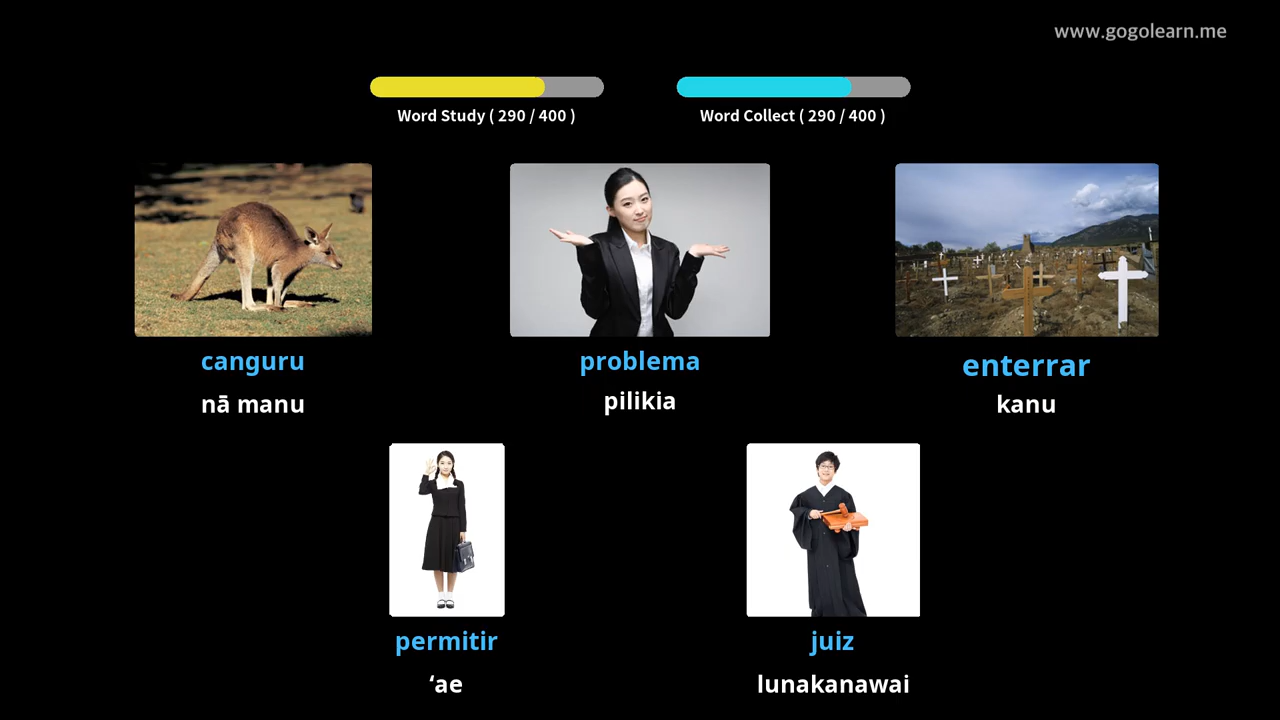 www.gogolearn.me
Word Study ( 290 / 400 )
Word Collect ( 290 / 400 )
canguru
problema
enterrar
nā manu
pilikia
kanu
permitir
juiz
ʻae
lunakanawai